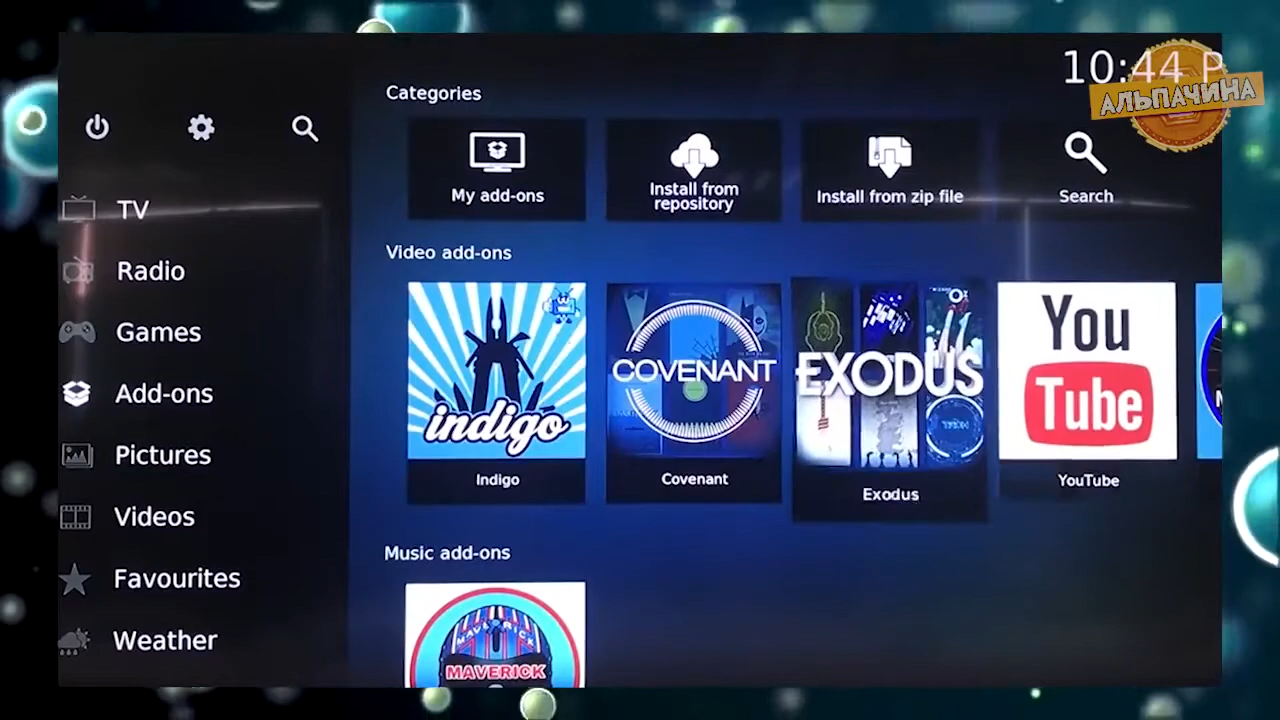 10:44 P
АЛЬПАЧИНА
Categories
My add-ons
Install from
repository
Install from zip file
Search
TV
Radio
Games
Add-ons
Pictures
Videos
Favourites
Weather
Video add-ons
indigo
COVENANT
EXODUS
You
Tube
Indigo
Covenant
Exodus
YouTube
Music add-ons
MAVERICK
MAVERICK